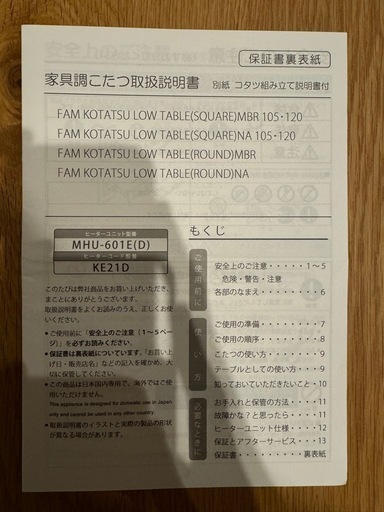 保証書裏表紙
家具調こたつ取扱説明書 別紙 コタツ組み立て説明書付
FAM KOTATSU LOW TABLE(SQUARE)MBR 105･120
FAM KOTATSU LOW TABLE(SQUARE)NA 105･120
FAM KOTATSU LOW TABLE(ROUND)MBR
FAM KOTATSU LOW TABLE(ROUND)NA
ヒーターユニット型番
MHU-601E(D)
ヒーターコード型番
KE21D
このたびは弊社商品をお買い上げいただき、
まことにありがとうございます。
取扱説明書をよくお読みのうえ、正しくお使
いください。
●ご使用前に「安全上のご注意(1〜5ペー
ジ)」を必ずお読みください。
●保証書は裏表紙についています。「お買い上
げ日・販売店名」などの記入を確かめ、大
切に保管してください。
●この商品は日本国内専用で、海外ではご使
用いただけません。
This appliance is designed for domestic use in Japan
only and cannot be used in any other country.
●取扱説明書のイラストと実際の製品の形状
が異なる場合があります。
もくじ
ご使用前に
安全上のご注意・・・・・1〜5
危険・警告・注意
各部のなまえ・・・・・・・・6
使い方
ご使用の準備・・・・・・・・7
ご使用の順序・・・・・・・・8
こたつの使い方・・・・・・・9
テーブルとしての使い方・・・9
知っておいていただきたいこと・・10
必要なときに
お手入れと保管の方法・・・・11
故障かな?と思ったら・・・・11
ヒーターユニット仕様・・・・12
保証とアフターサービス・・・13
保証書・・・・・・・・・裏表紙